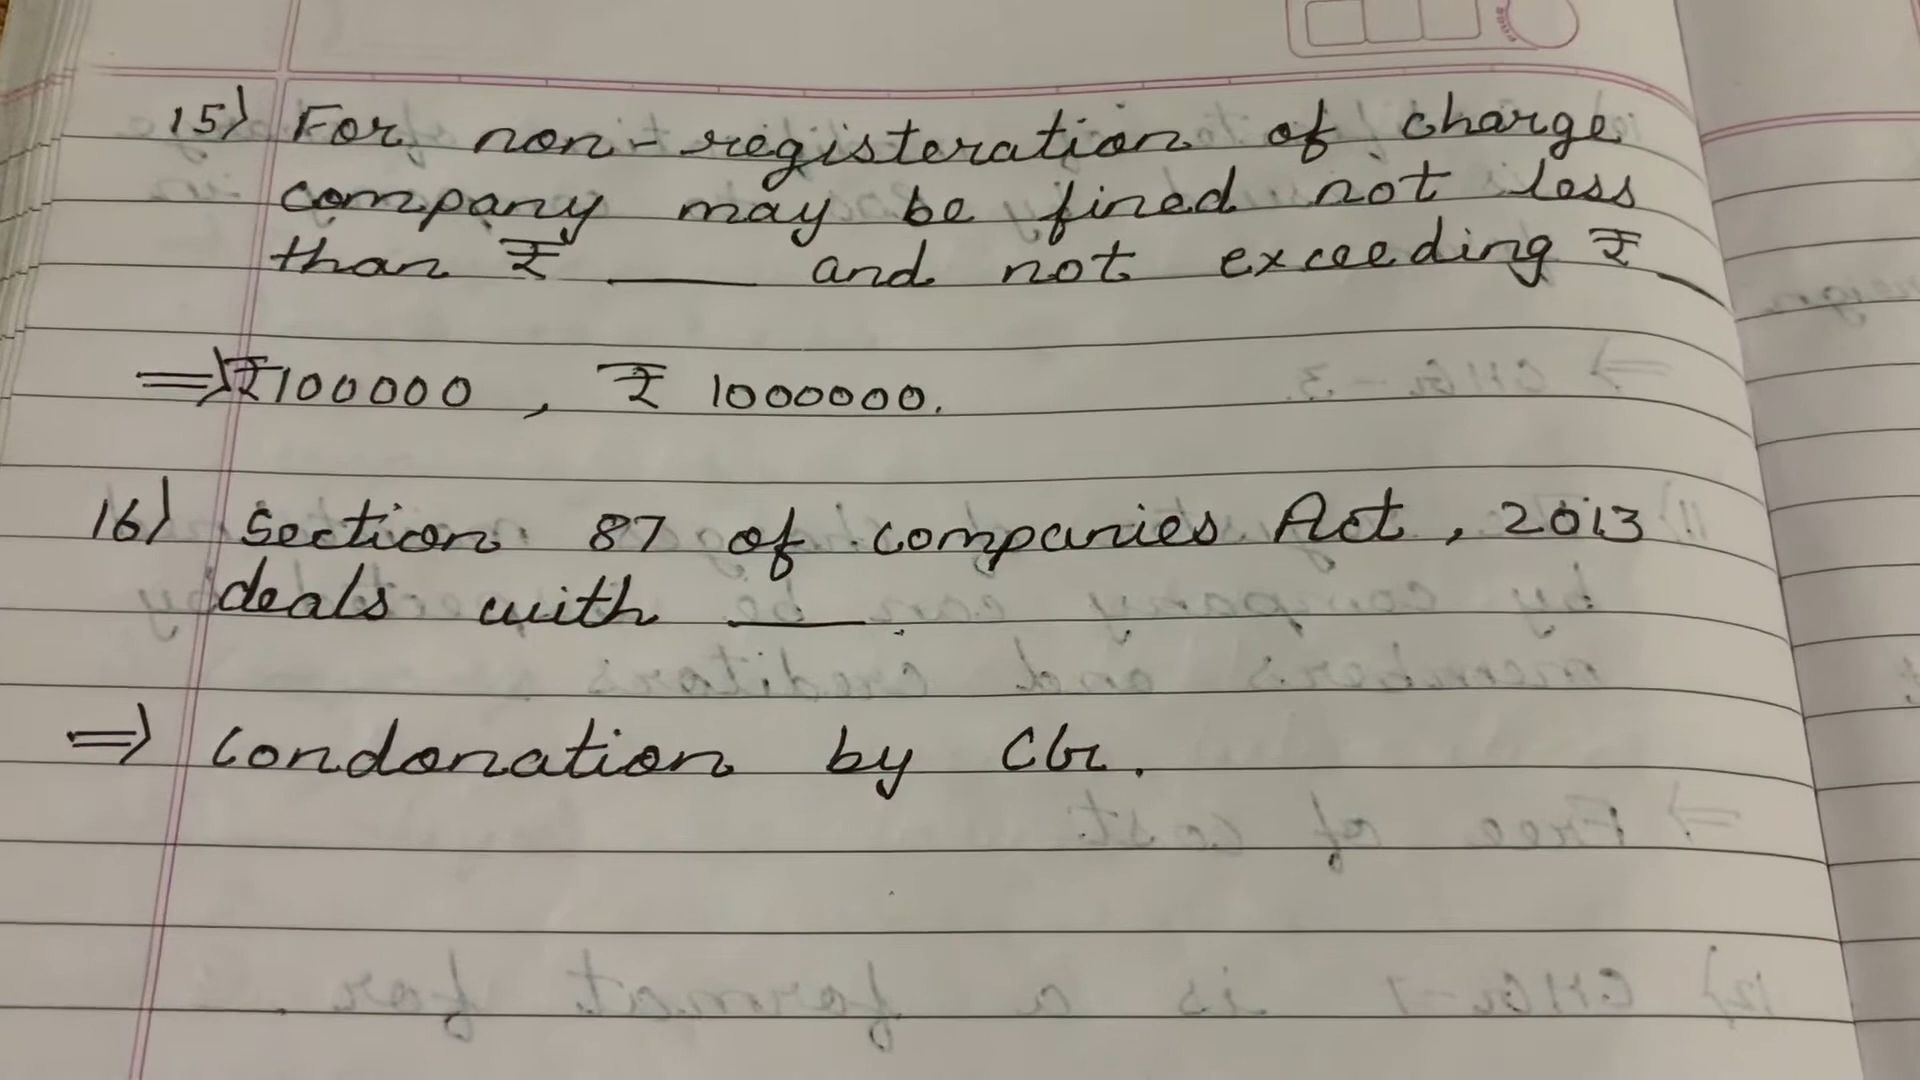 15) For non-registeration of charge
company may be fined not less
than ₹ ____ and not exceeding ₹ __
⇒ ₹100000, ₹ 1000000.
16) Section 87 of companies Act, 2013
deals with ____.
⇒ Condonation by CG.